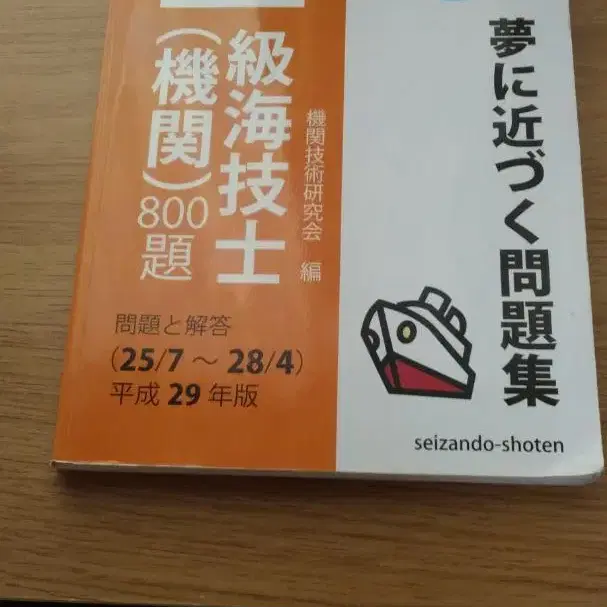 夢に近づく問題集
級海技士
(機関)
800
題
機関技術研究会 編
問題と解答
(25/7 ～ 28/4)
平成 29 年版
seizando-shoten